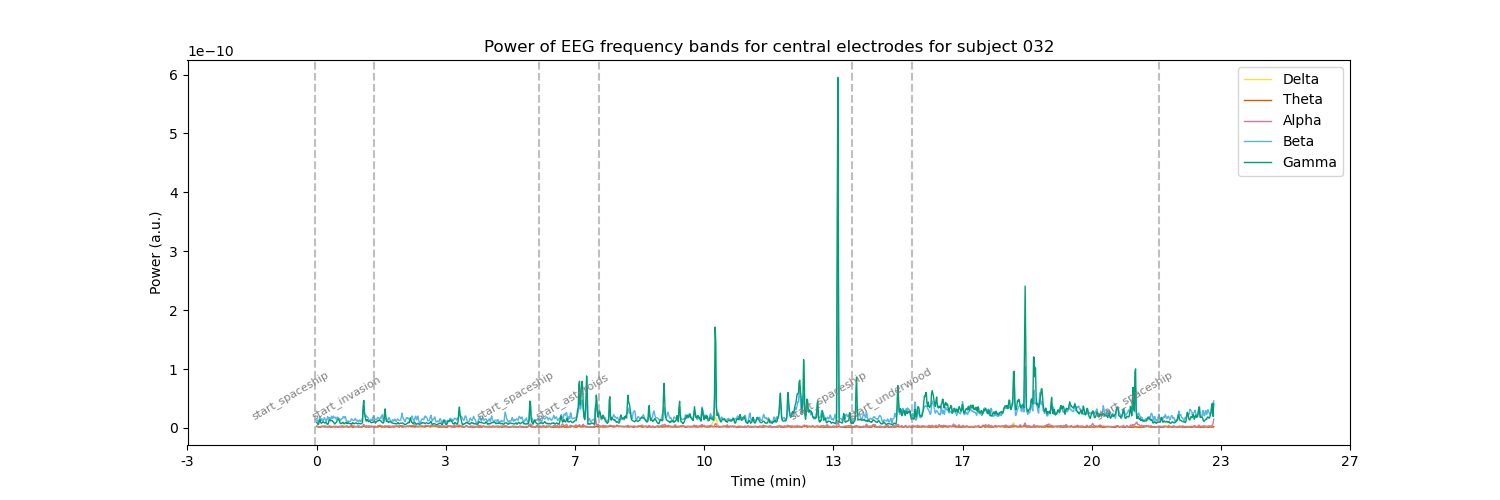 Power of EEG frequency bands for central electrodes for subject 032
1e−10
6
5
4
3
2
1
0
Power (a.u.)
Delta
Theta
Alpha
Beta
Gamma
start_spaceship
start_invasion
start_spaceship
start_asteroids
start_spaceship
start_underwood
start_spaceship
-3
0
3
7
10
13
17
20
23
27
Time (min)